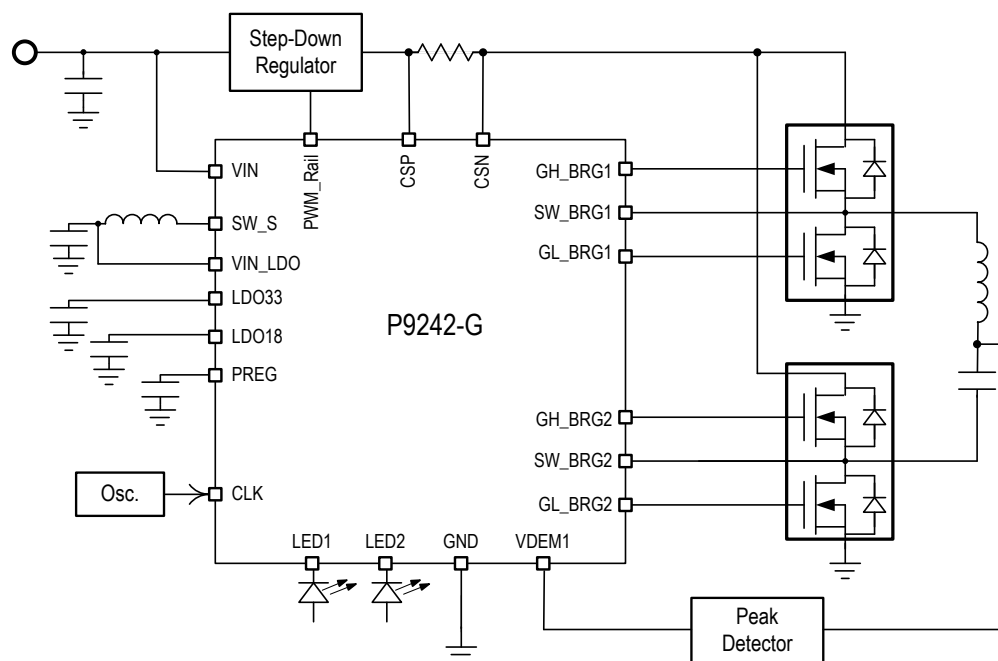 Step-Down
Regulator
PWM_Rail
CSP
CSN
VIN
SW_S
VIN_LDO
LDO33
LDO18
PREG
CLK
Osc.
P9242-G
GH_BRG1
SW_BRG1
GL_BRG1
GH_BRG2
SW_BRG2
GL_BRG2
LED1
LED2
GND
VDEM1
Peak
Detector